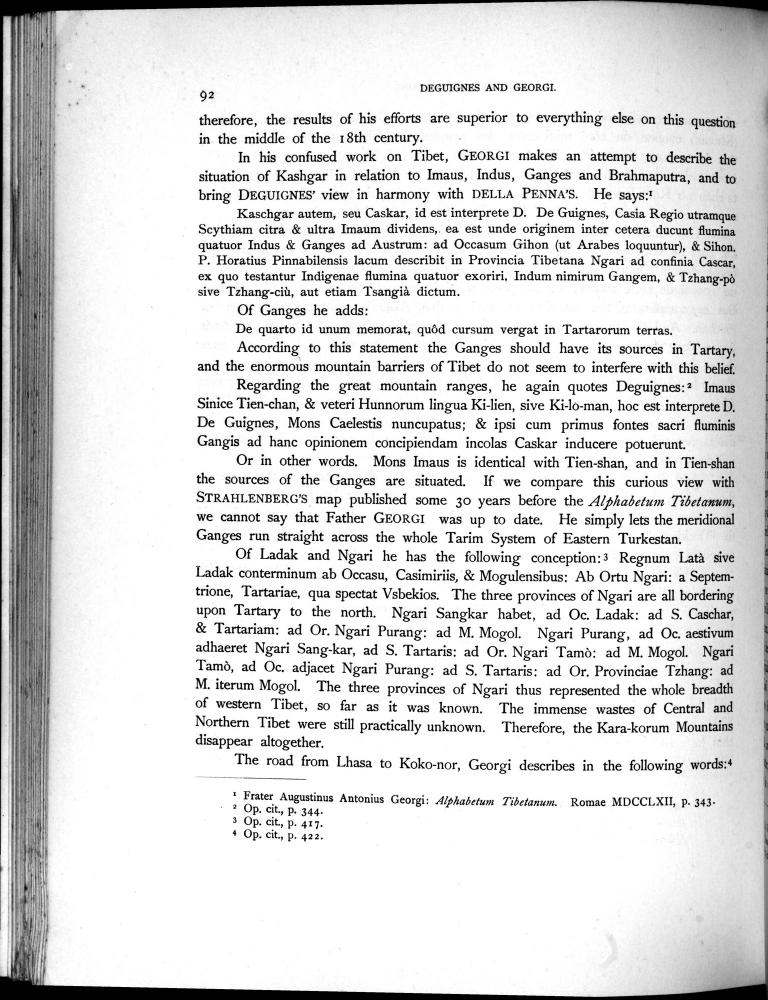 92
DEGUIGNES AND GEORGI.
therefore, the results of his efforts are superior to everything else on this question
in the middle of the 18th century.
In his confused work on Tibet, GEORGI makes an attempt to describe the
situation of Kashgar in relation to Imaus, Indus, Ganges and Brahmaputra, and to
bring DEGUIGNES' view in harmony with DELLA PENNA'S. He says:¹
Kaschgar autem, seu Caskar, id est interprete D. De Guignes, Casia Regio utramque
Scythiam citra & ultra Imaum dividens, ea est unde originem inter cetera ducunt flumina
quatuor Indus & Ganges ad Austrum: ad Occasum Gihon (ut Arabes loquuntur), & Sihon.
P. Horatius Pinnabilensis lacum describit in Provincia Tibetana Ngari ad confinia Cascar,
ex quo testantur Indigenae flumina quatuor exoriri, Indum nimirum Gangem, & Tzhang-pò
sive Tzhang-ciù, aut etiam Tsangià dictum.
Of Ganges he adds:
De quarto id unum memorat, quôd cursum vergat in Tartarorum terras.
According to this statement the Ganges should have its sources in Tartary,
and the enormous mountain barriers of Tibet do not seem to interfere with this belief.
Regarding the great mountain ranges, he again quotes Deguignes:² Imaus
Sinice Tien-chan, & veteri Hunnorum lingua Ki-lien, sive Ki-lo-man, hoc est interprete D.
De Guignes, Mons Caelestis nuncupatus; & ipsi cum primus fontes sacri fluminis
Gangis ad hanc opinionem concipiendam incolas Caskar inducere potuerunt.
Or in other words. Mons Imaus is identical with Tien-shan, and in Tien-shan
the sources of the Ganges are situated. If we compare this curious view with
STRAHLENBERG'S map published some 30 years before the Alphabetum Tibetanum,
we cannot say that Father GEORGI was up to date. He simply lets the meridional
Ganges run straight across the whole Tarim System of Eastern Turkestan.
Of Ladak and Ngari he has the following conception:³ Regnum Latà sive
Ladak conterminum ab Occasu, Casimiriis, & Mogulensibus: Ab Ortu Ngari: a Septem-
trione, Tartariae, qua spectat Vsbekios. The three provinces of Ngari are all bordering
upon Tartary to the north. Ngari Sangkar habet, ad Oc. Ladak: ad S. Caschar,
& Tartariam: ad Or. Ngari Purang: ad M. Mogol. Ngari Purang, ad Oc. aestivum
adhaeret Ngari Sang-kar, ad S. Tartaris: ad Or. Ngari Tamò: ad M. Mogol. Ngari
Tamò, ad Oc. adjacet Ngari Purang: ad S. Tartaris: ad Or. Provinciae Tzhang: ad
M. iterum Mogol. The three provinces of Ngari thus represented the whole breadth
of western Tibet, so far as it was known. The immense wastes of Central and
Northern Tibet were still practically unknown. Therefore, the Kara-korum Mountains
disappear altogether.
The road from Lhasa to Koko-nor, Georgi describes in the following words:⁴
¹ Frater Augustinus Antonius Georgi: Alphabetum Tibetanum. Romae MDCCLXII, p. 343.
² Op. cit., p. 344.
³ Op. cit., p. 417.
⁴ Op. cit., p. 422.